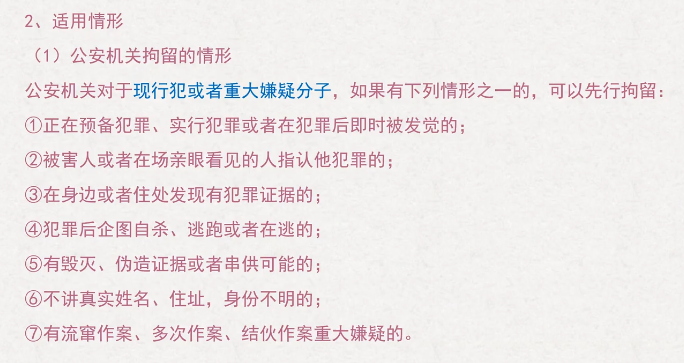 2、适用情形
（1）公安机关拘留的情形
公安机关对于现行犯或者重大嫌疑分子，如果有下列情形之一的，可以先行拘留：
①正在预备犯罪、实行犯罪或者在犯罪后即时被发觉的；
②被害人或者在场亲眼看见的人指认他犯罪的；
③在身边或者住处发现有犯罪证据的；
④犯罪后企图自杀、逃跑或者在逃的；
⑤有毁灭、伪造证据或者串供可能的；
⑥不讲真实姓名、住址，身份不明的；
⑦有流窜作案、多次作案、结伙作案重大嫌疑的。